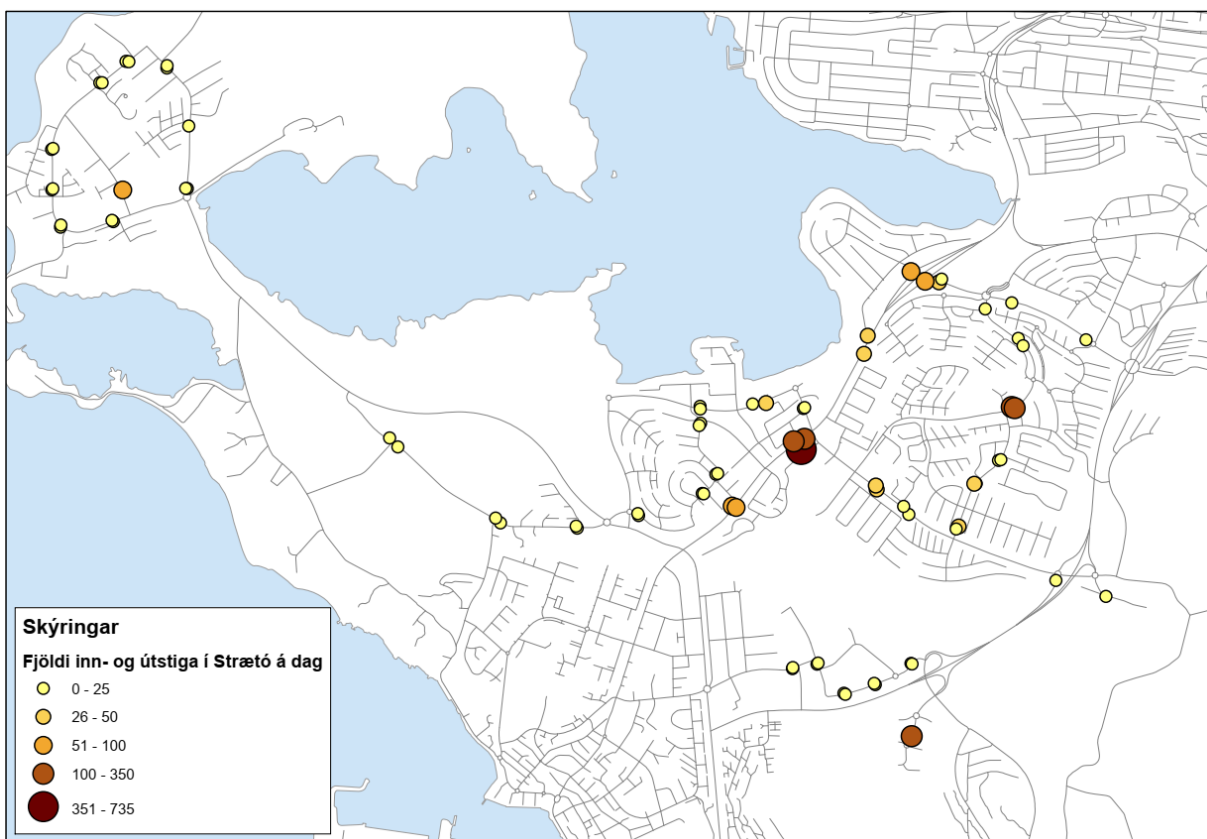 Skýringar
Fjöldi inn- og útstiga í Strætó á dag
0 - 25
26 - 50
51 - 100
100 - 350
351 - 735